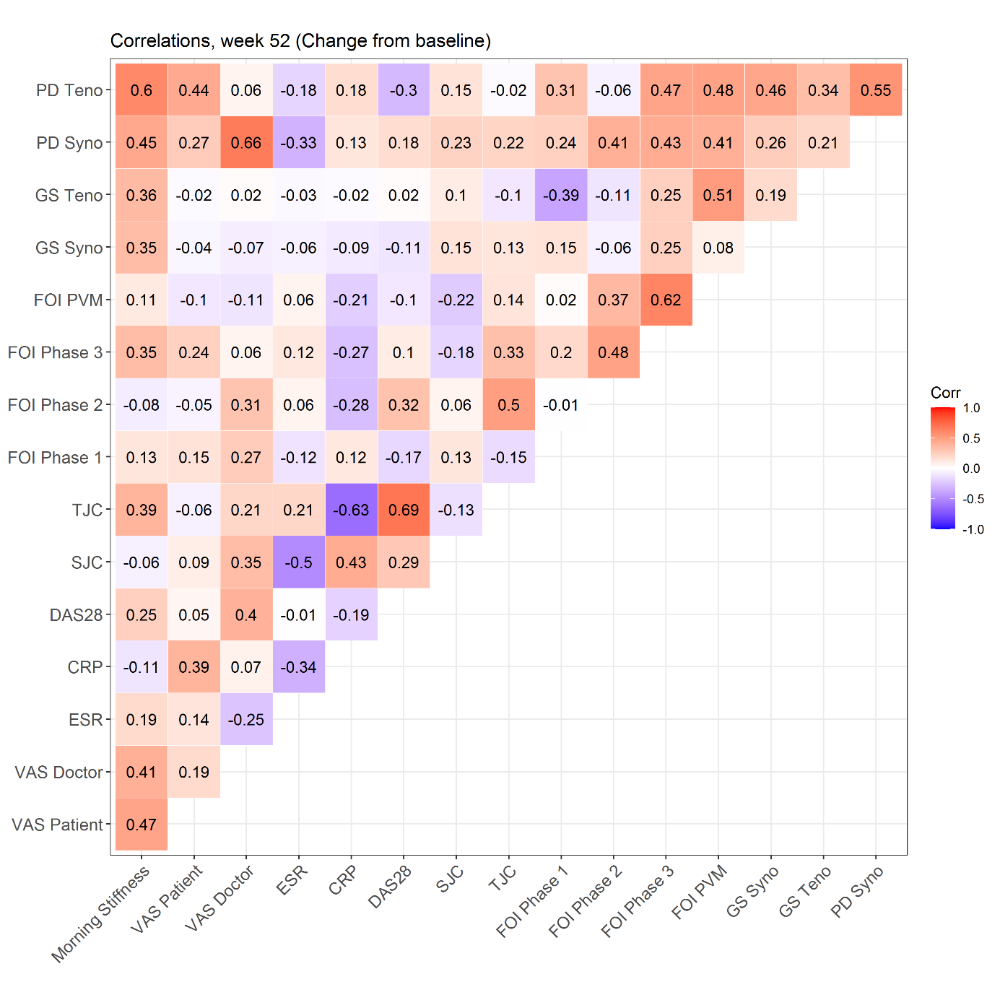 Correlations, week 52 (Change from baseline)
PD Teno 0.6 0.44 0.06 -0.18 0.18 -0.3 0.15 -0.02 0.31 -0.06 0.47 0.48 0.46 0.34 0.55
PD Syno 0.45 0.27 0.66 -0.33 0.13 0.18 0.23 0.22 0.24 0.41 0.43 0.41 0.26 0.21
GS Teno 0.36 -0.02 0.02 -0.03 -0.02 0.02 0.1 -0.1 -0.39 -0.11 0.25 0.51 0.19
GS Syno 0.35 -0.04 -0.07 -0.06 -0.09 -0.11 0.15 0.13 0.15 -0.06 0.25 0.08
FOI PVM 0.11 -0.1 -0.11 0.06 -0.21 -0.1 -0.22 0.14 0.02 0.37 0.62
FOI Phase 3 0.35 0.24 0.06 0.12 -0.27 0.1 -0.18 0.33 0.2 0.48
FOI Phase 2 -0.08 -0.05 0.31 0.06 -0.28 0.32 0.06 0.5 -0.01
FOI Phase 1 0.13 0.15 0.27 -0.12 0.12 -0.17 0.13 -0.15
TJC 0.39 -0.06 0.21 0.21 -0.63 0.69 -0.13
SJC -0.06 0.09 0.35 -0.5 0.43 0.29
DAS28 0.25 0.05 0.4 -0.01 -0.19
CRP -0.11 0.39 0.07 -0.34
ESR 0.19 0.14 -0.25
VAS Doctor 0.41 0.19
VAS Patient 0.47
Morning Stiffness
VAS Patient
VAS Doctor
ESR
CRP
DAS28
SJC
TJC
FOI Phase 1
FOI Phase 2
FOI Phase 3
FOI PVM
GS Syno
GS Teno
PD Syno
Corr
1.0
0.5
0.0
-0.5
-1.0